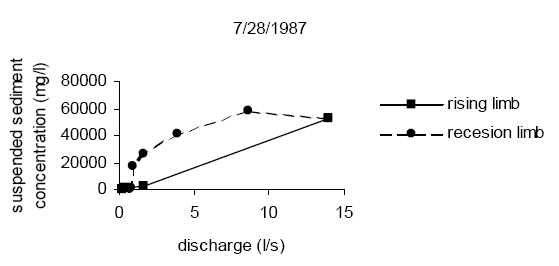 7/28/1987
suspended sediment
concentration (mg/l)
80000
60000
40000
20000
0
0 5 10 15
discharge (l/s)
rising limb
recesion limb